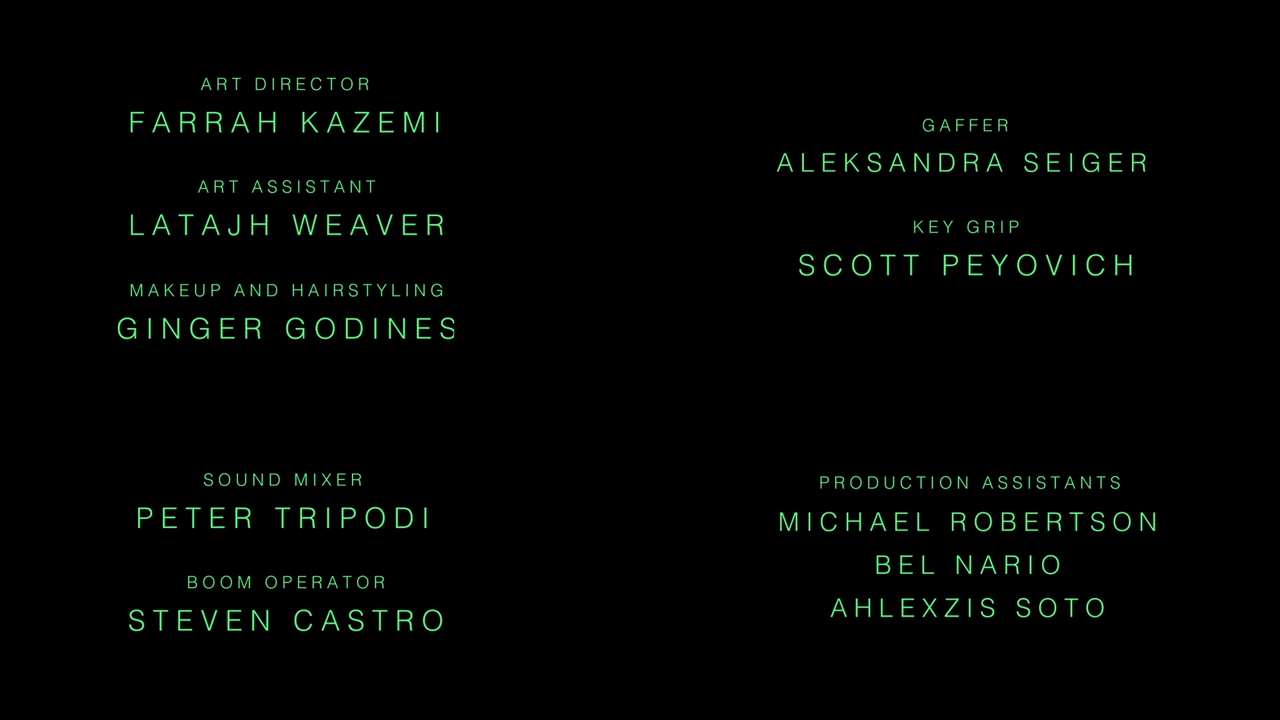 ART DIRECTOR
FARRAH KAZEMI
ART ASSISTANT
LATAJH WEAVER
MAKEUP AND HAIRSTYLING
GINGER GODINES
GAFFER
ALEKSANDRA SEIGER
KEY GRIP
SCOTT PEYOVICH
SOUND MIXER
PETER TRIPODI
BOOM OPERATOR
STEVEN CASTRO
PRODUCTION ASSISTANTS
MICHAEL ROBERTSON
BEL NARIO
AHLEXZIS SOTO